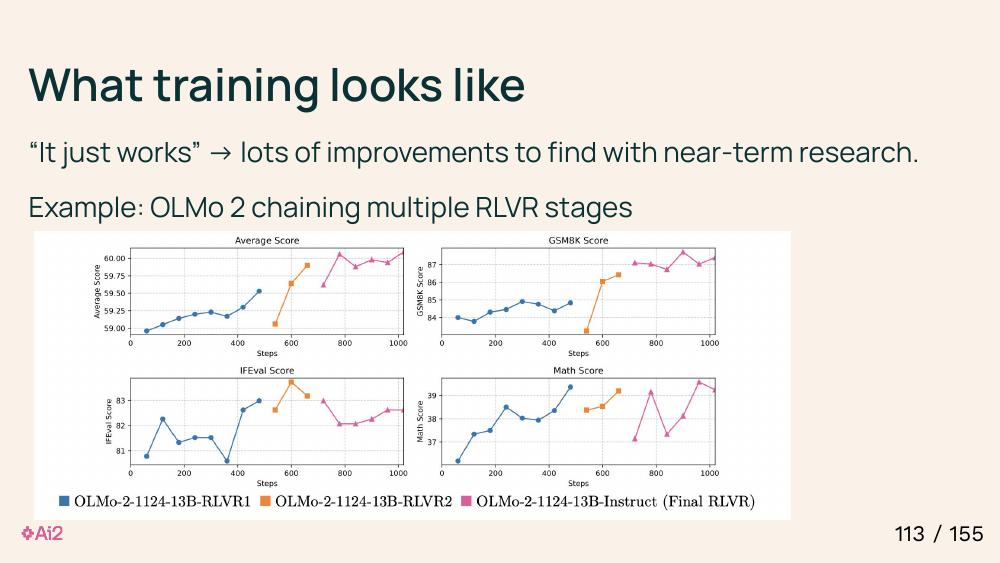 What training looks like
“It just works” → lots of improvements to find with near-term research.
Example: OLMo 2 chaining multiple RLVR stages
Average Score
Average Score
60.00
59.75
59.50
59.25
59.00
0 200 400 600 800 1000
Steps
GSM8K Score
GSM8K Score
87
86
85
84
0 200 400 600 800 1000
Steps
IFEval Score
IFEval Score
83
82
81
0 200 400 600 800 1000
Steps
Math Score
Math Score
39
38
37
0 200 400 600 800 1000
Steps
OLMo-2-1124-13B-RLVR1 OLMo-2-1124-13B-RLVR2 OLMo-2-1124-13B-Instruct (Final RLVR)
Ai2
113 / 155